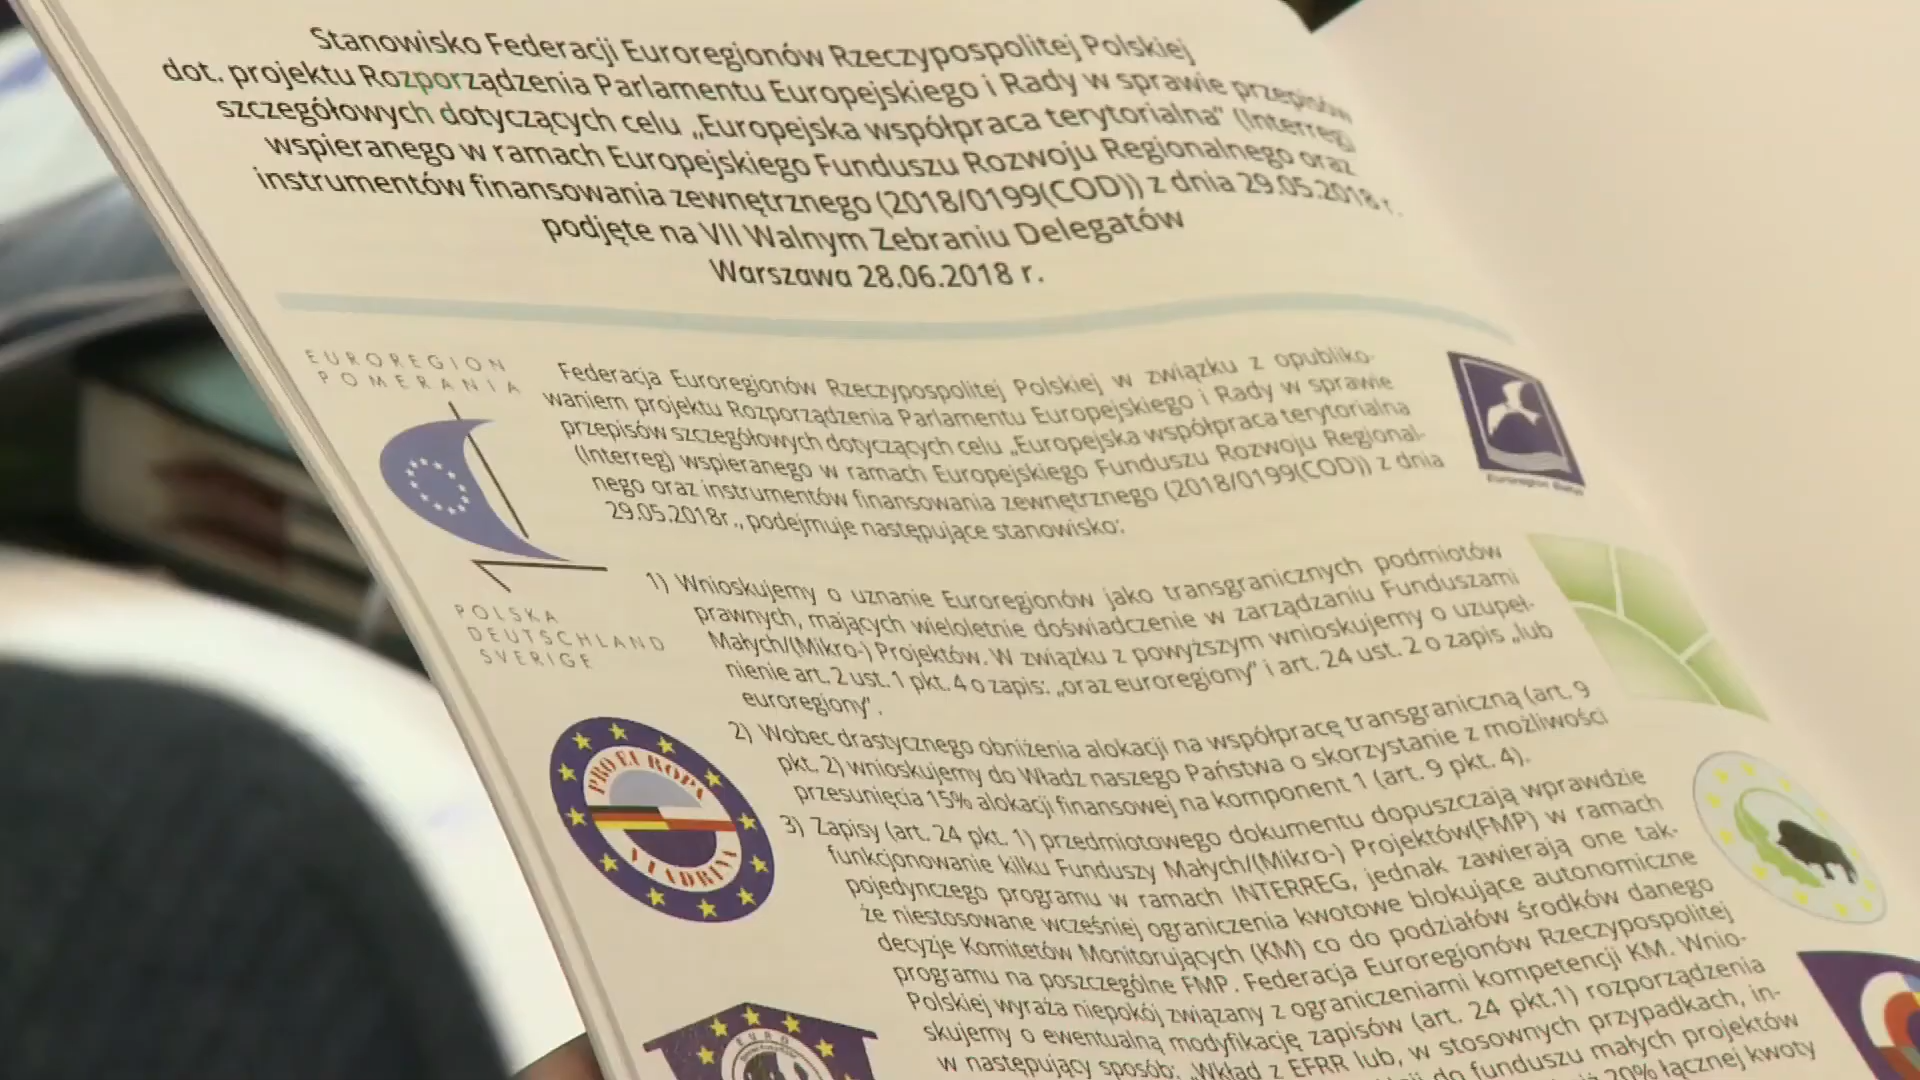 Stanowisko Federacji Euroregionów Rzeczypospolitej Polskiej
dot. projektu Rozporządzenia Parlamentu Europejskiego i Rady w sprawie przepisów
szczegółowych dotyczących celu „Europejska współpraca terytorialna" (Interreg)
wspieranego w ramach Europejskiego Funduszu Rozwoju Regionalnego oraz
instrumentów finansowania zewnętrznego (2018/0199(COD)) z dnia 29.05.2018 r.
podjęte na VII Walnym Zebraniu Delegatów
Warszawa 28.06.2018 r.
EUROREGION
POMERANIA
POLSKA
DEUTSCHLAND
SVERIGE
Federacja Euroregionów Rzeczypospolitej Polskiej w związku z opubliko-
waniem projektu Rozporządzenia Parlamentu Europejskiego i Rady w sprawie
przepisów szczegółowych dotyczących celu „Europejska współpraca terytorialna
(Interreg) wspieranego w ramach Europejskiego Funduszu Rozwoju Regional-
nego oraz instrumentów finansowania zewnętrznego (2018/0199(COD)) z dnia
29.05.2018r., podejmuje następujące stanowisko:
Euroregion
1) Wnioskujemy o uznanie Euroregionów jako transgranicznych podmiotów
prawnych, mających wieloletnie doświadczenie w zarządzaniu Funduszami
Małych/(Mikro-) Projektów. W związku z powyższym wnioskujemy o uzupeł-
nienie art. 2 ust. 1 pkt. 4 o zapis: „oraz euroregiony" i art. 24 ust. 2 o zapis „lub
euroregiony".
2) Wobec drastycznego obniżenia alokacji na współpracę transgraniczną (art. 9
pkt. 2) wnioskujemy do Władz naszego Państwa o skorzystanie z możliwości
przesunięcia 15% alokacji finansowej na komponent 1 (art. 9 pkt. 4).
3) Zapisy (art. 24 pkt. 1) przedmiotowego dokumentu dopuszczają wprawdzie
funkcjonowanie kilku Funduszy Małych/(Mikro-) Projektów(FMP) w ramach
pojedynczego programu w ramach INTERREG, jednak zawierają one tak-
że niestosowane wcześniej ograniczenia kwotowe blokujące autonomiczne
decyzje Komitetów Monitorujących (KM) co do podziałów środków danego
programu na poszczególne FMP. Federacja Euroregionów Rzeczypospolitej
Polskiej wyraża niepokój związany z ograniczeniami kompetencji KM. Wnio-
skujemy o ewentualną modyfikację zapisów (art. 24 pkt.1) rozporządzenia
w następujący sposób: „Wkład z EFRR lub, w stosownych przypadkach, in-
do funduszu małych projektów
20% łącznej kwoty
PRO EUROPA
VIADRINA
EURO